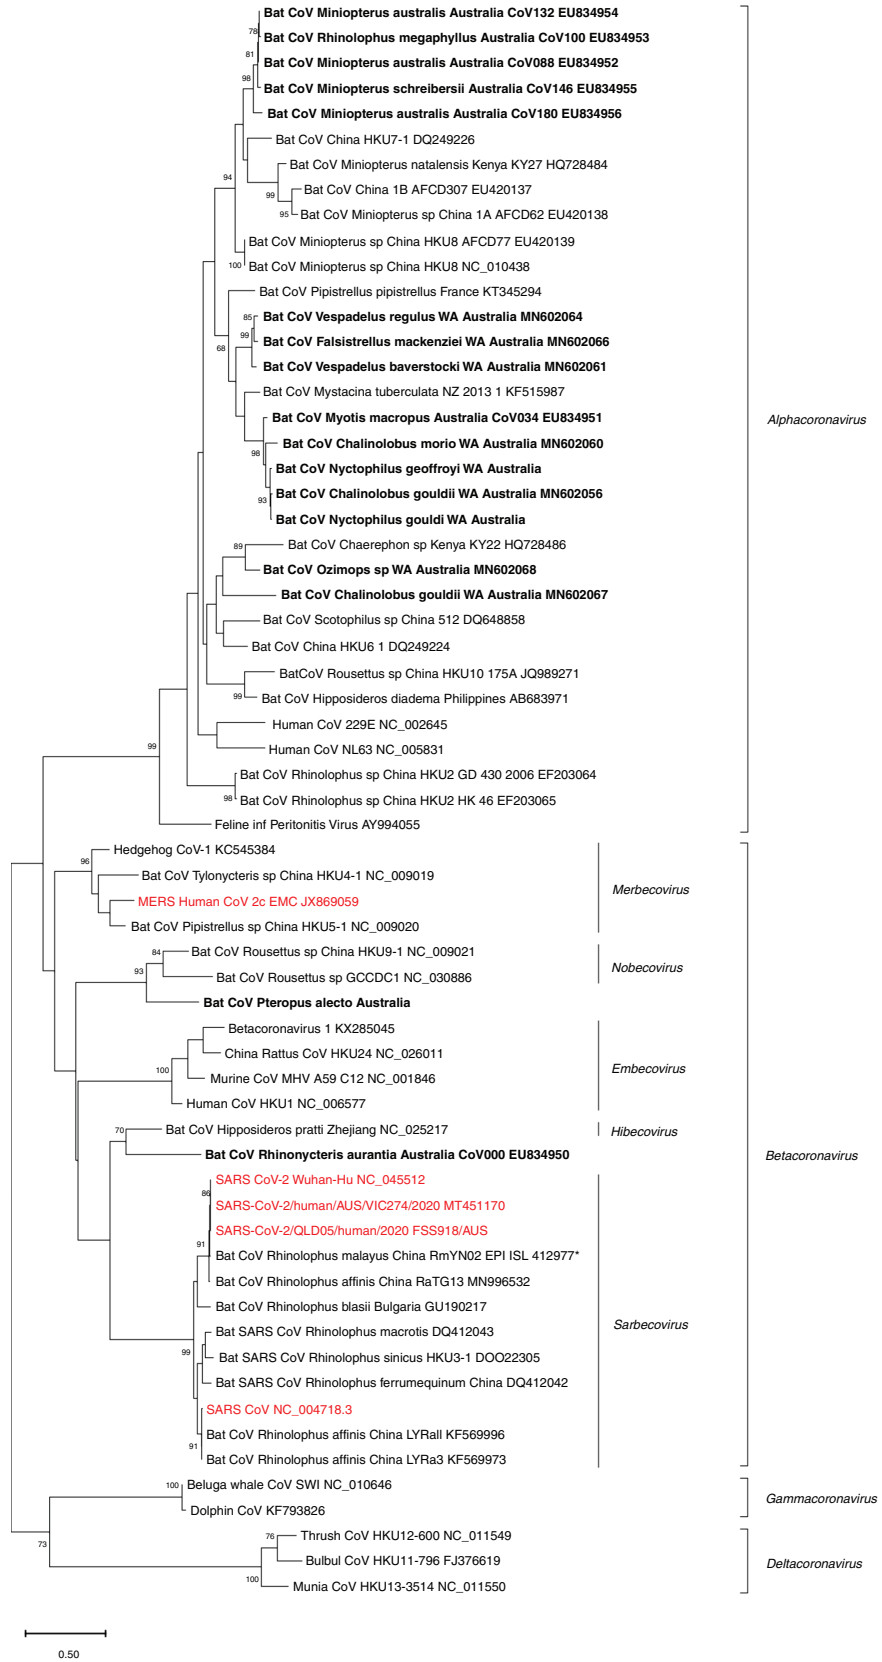 Bat CoV Miniopterus australis Australia CoV132 EU834954
78
Bat CoV Rhinolophus megaphyllus Australia CoV100 EU834953
81
Bat CoV Miniopterus australis Australia CoV088 EU834952
98
Bat CoV Miniopterus schreibersii Australia CoV146 EU834955
Bat CoV Miniopterus australis Australia CoV180 EU834956
Bat CoV China HKU7-1 DQ249226
Bat CoV Miniopterus natalensis Kenya KY27 HQ728484
94
Bat CoV China 1B AFCD307 EU420137
99
Bat CoV Miniopterus sp China 1A AFCD62 EU420138
95
Bat CoV Miniopterus sp China HKU8 AFCD77 EU420139
Bat CoV Miniopterus sp China HKU8 NC_010438
100
Bat CoV Pipistrellus pipistrellus France KT345294
Bat CoV Vespadelus regulus WA Australia MN602064
85
99
Bat CoV Falsistrellus mackenziei WA Australia MN602066
68
Bat CoV Vespadelus baverstocki WA Australia MN602061
Bat CoV Mystacina tuberculata NZ 2013 1 KF515987
Bat CoV Myotis macropus Australia CoV034 EU834951
Alphacoronavirus
Bat CoV Chalinolobus morio WA Australia MN602060
98
Bat CoV Nyctophilus geoffroyi WA Australia
Bat CoV Chalinolobus gouldii WA Australia MN602056
93
Bat CoV Nyctophilus gouldi WA Australia
89
Bat CoV Chaerephon sp Kenya KY22 HQ728486
Bat CoV Ozimops sp WA Australia MN602068
Bat CoV Chalinolobus gouldii WA Australia MN602067
Bat CoV Scotophilus sp China 512 DQ648858
Bat CoV China HKU6 1 DQ249224
BatCoV Rousettus sp China HKU10 175A JQ989271
99
Bat CoV Hipposideros diadema Philippines AB683971
Human CoV 229E NC_002645
99
Human CoV NL63 NC_005831
Bat CoV Rhinolophus sp China HKU2 GD 430 2006 EF203064
98
Bat CoV Rhinolophus sp China HKU2 HK 46 EF203065
Feline inf Peritonitis Virus AY994055
Hedgehog CoV-1 KC545384
96
Bat CoV Tylonycteris sp China HKU4-1 NC_009019
Merbecovirus
MERS Human CoV 2c EMC JX869059
Bat CoV Pipistrellus sp China HKU5-1 NC_009020
84
Bat CoV Rousettus sp China HKU9-1 NC_009021
93
Nobecovirus
Bat CoV Rousettus sp GCCDC1 NC_030886
Bat CoV Pteropus alecto Australia
Betacoronavirus 1 KX285045
China Rattus CoV HKU24 NC_026011
100
Embecovirus
Murine CoV MHV A59 C12 NC_001846
Human CoV HKU1 NC_006577
70
Bat CoV Hipposideros pratti Zhejiang NC_025217
Hibecovirus
Bat CoV Rhinonycteris aurantia Australia CoV000 EU834950
Betacoronavirus
SARS CoV-2 Wuhan-Hu NC_045512
86
SARS-CoV-2/human/AUS/VIC274/2020 MT451170
SARS-CoV-2/QLD05/human/2020 FSS918/AUS
91
Bat CoV Rhinolophus malayus China RmYN02 EPI ISL 412977*
Bat CoV Rhinolophus affinis China RaTG13 MN996532
Bat CoV Rhinolophus blasii Bulgaria GU190217
Sarbecovirus
Bat SARS CoV Rhinolophus macrotis DQ412043
99
Bat SARS CoV Rhinolophus sinicus HKU3-1 DOO22305
Bat SARS CoV Rhinolophus ferrumequinum China DQ412042
SARS CoV NC_004718.3
Bat CoV Rhinolophus affinis China LYRall KF569996
91
Bat CoV Rhinolophus affinis China LYRa3 KF569973
100
Beluga whale CoV SWI NC_010646
Gammacoronavirus
Dolphin CoV KF793826
76
Thrush CoV HKU12-600 NC_011549
73
Bulbul CoV HKU11-796 FJ376619
Deltacoronavirus
100
Munia CoV HKU13-3514 NC_011550
0.50